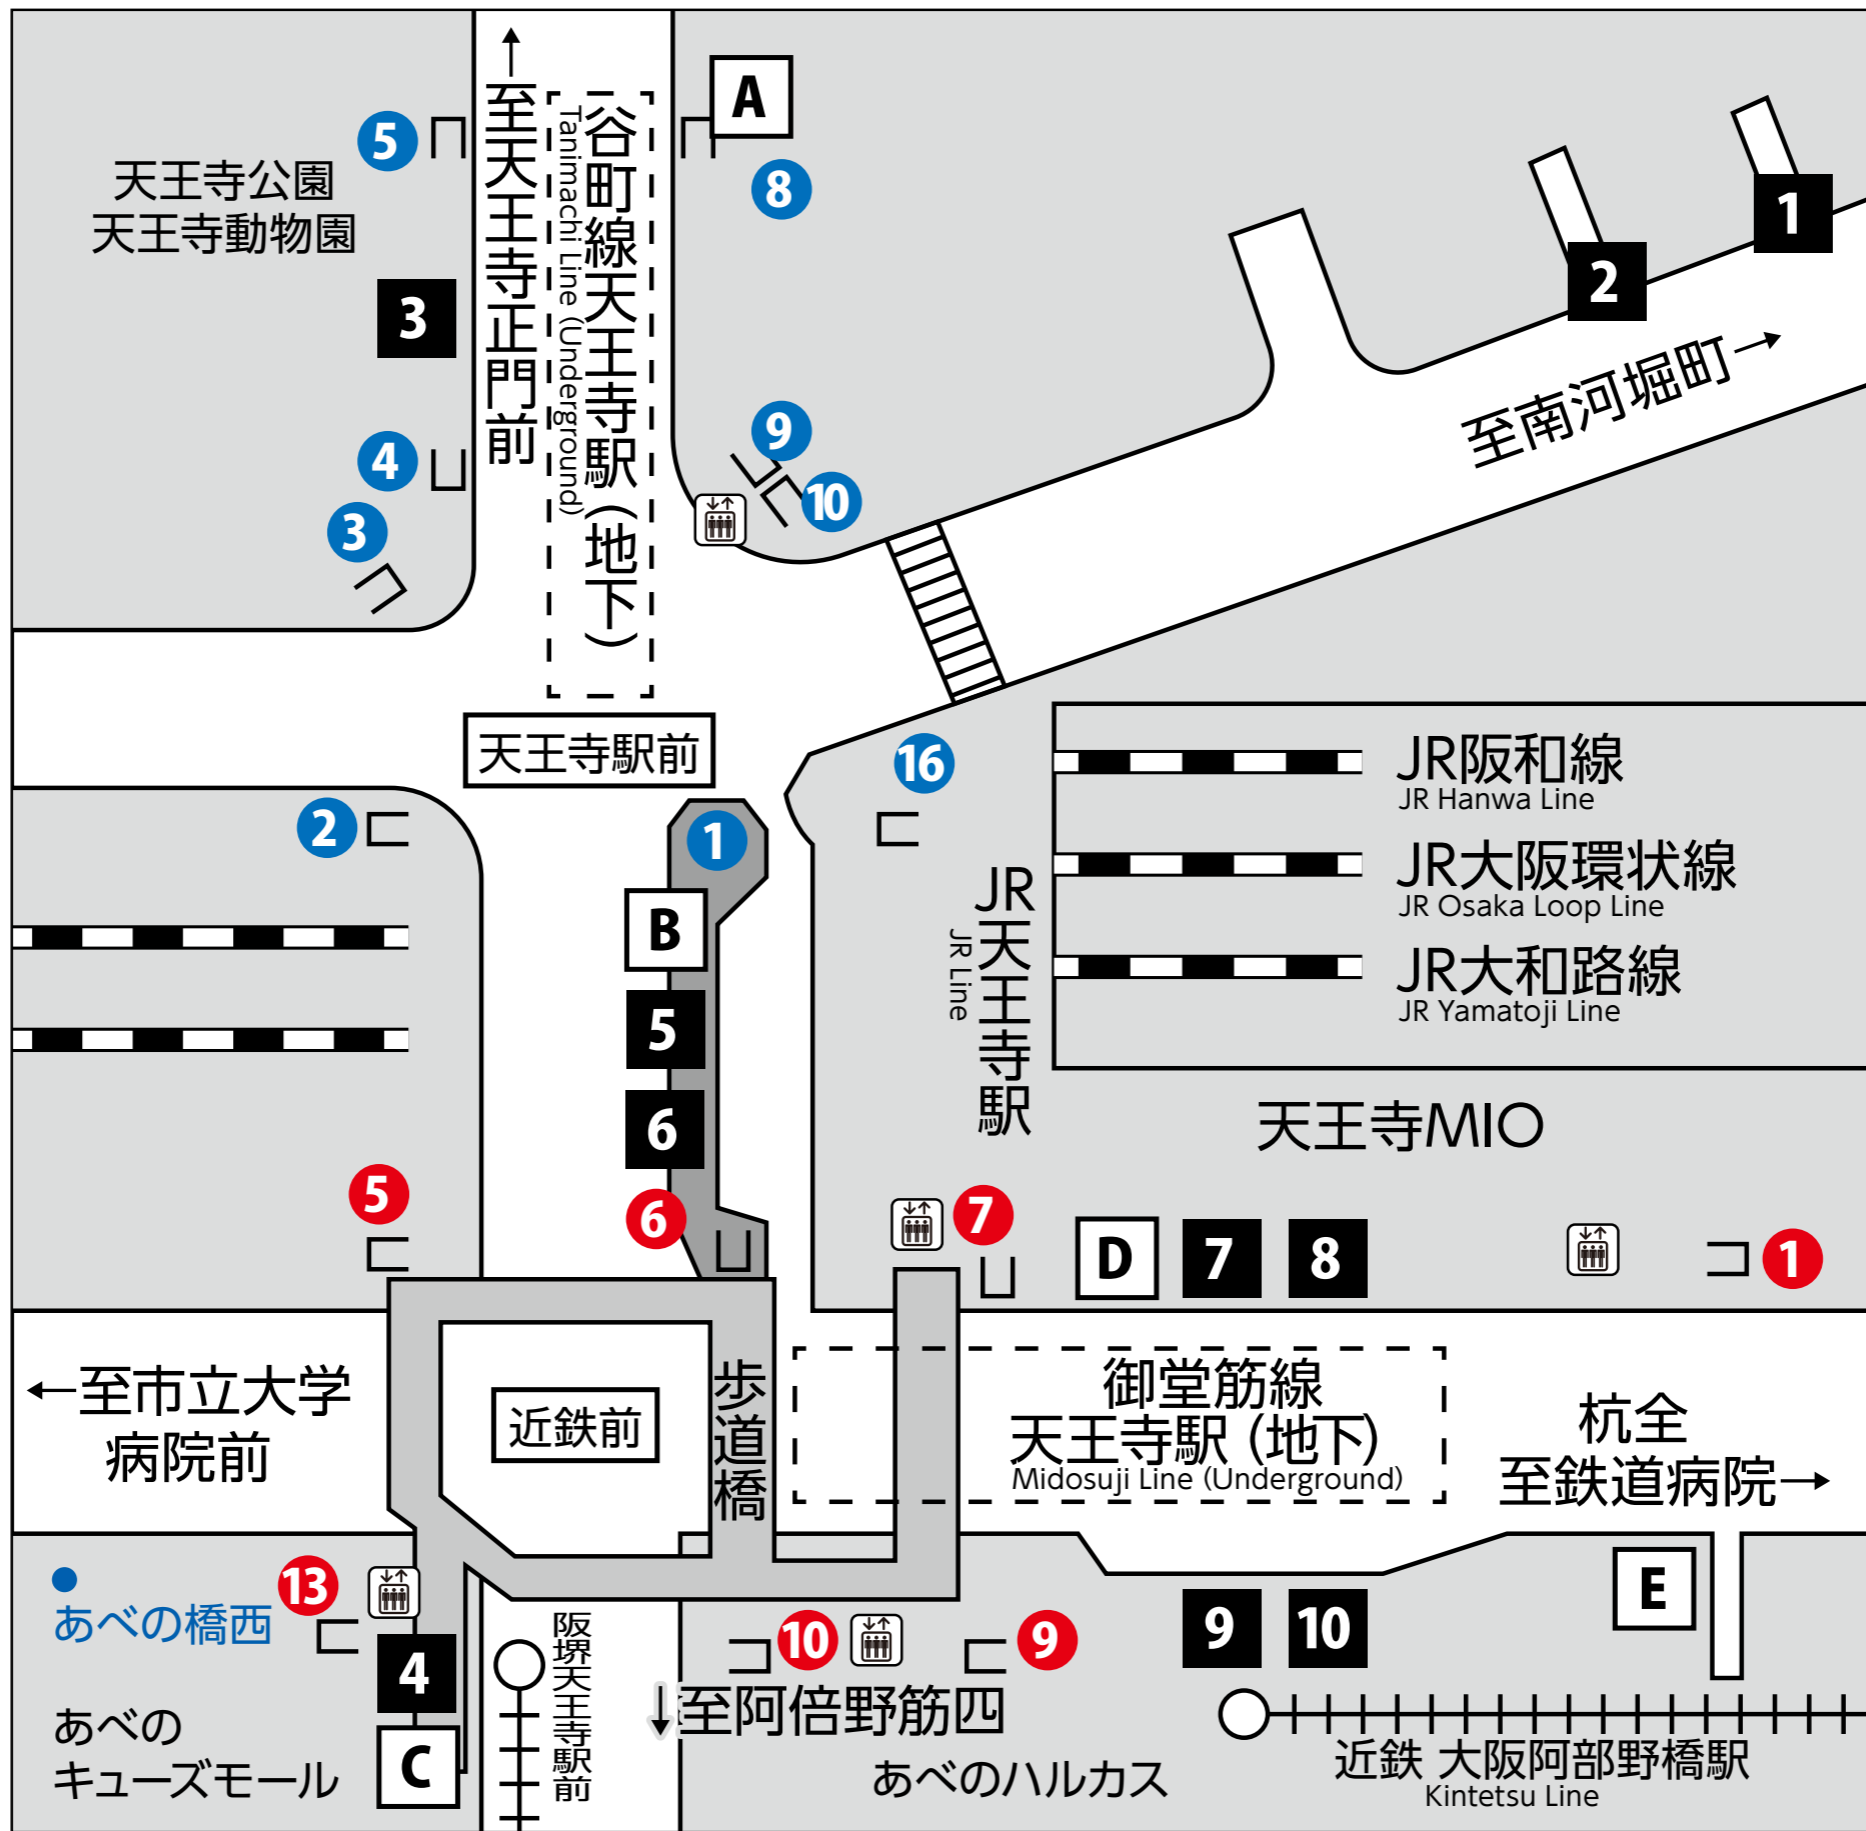 至天王寺正門前
谷町線天王寺駅（地下）
Tanimachi Line (Underground)
A
5
8
天王寺公園
天王寺動物園
3
1
2
至南河堀町
9
4
10
3
天王寺駅前
16
2
1
JR阪和線
JR Hanwa Line
JR大阪環状線
JR Osaka Loop Line
JR大和路線
JR Yamatoji Line
JR天王寺駅
JR Line
B
5
6
天王寺MIO
5
6
7
D
7
8
1
至市立大学
病院前
近鉄前
歩道橋
御堂筋線
天王寺駅（地下）
Midosuji Line (Underground)
杭全
至鉄道病院
あべの橋西
13
4
C
あべの
キューズモール
阪堺天王寺駅前
10
9
9
10
E
至阿倍野筋四
あべのハルカス
近鉄 大阪阿部野橋駅
Kintetsu Line